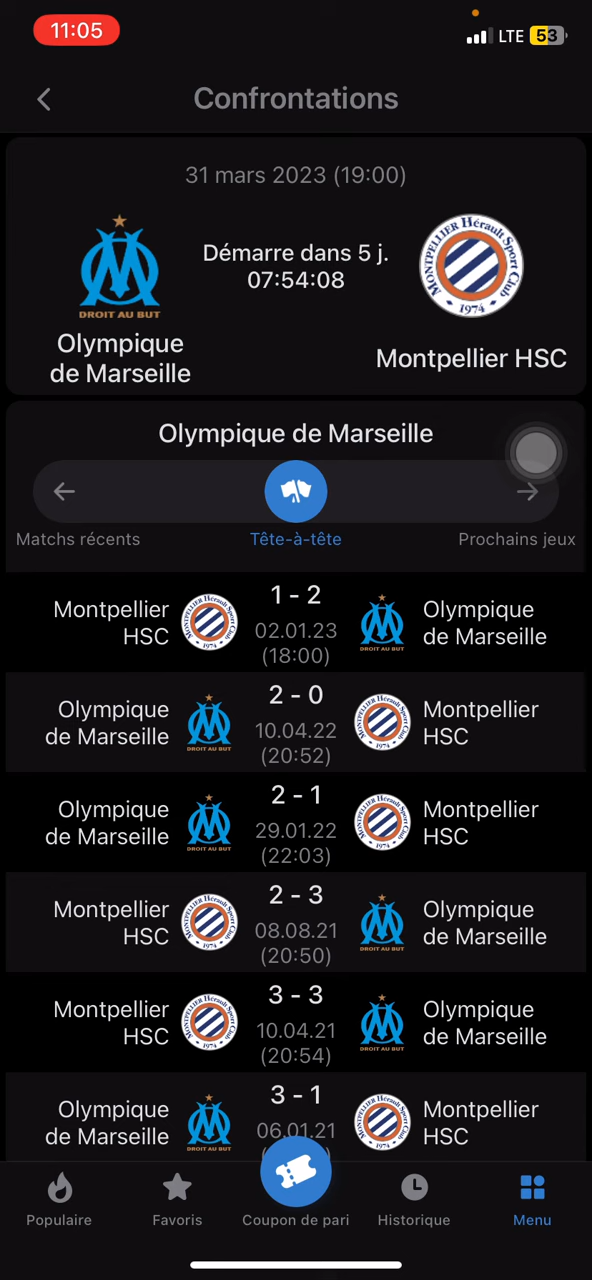 11:05
LTE 53
Confrontations
31 mars 2023 (19:00)
Démarre dans 5 j.
07:54:08
DROIT AU BUT
MONTPELLIER Hérault Sport Club
1974
Olympique
de Marseille
Montpellier HSC
Olympique de Marseille
Matchs récents
Tête-à-tête
Prochains jeux
Montpellier
HSC
1 - 2
02.01.23
(18:00)
Olympique
de Marseille
Olympique
de Marseille
2 - 0
10.04.22
(20:52)
Montpellier
HSC
Olympique
de Marseille
2 - 1
29.01.22
(22:03)
Montpellier
HSC
Montpellier
HSC
2 - 3
08.08.21
(20:50)
Olympique
de Marseille
Montpellier
HSC
3 - 3
10.04.21
(20:54)
Olympique
de Marseille
Olympique
de Marseille
3 - 1
06.01.21
Montpellier
HSC
Populaire
Favoris
Coupon de pari
Historique
Menu